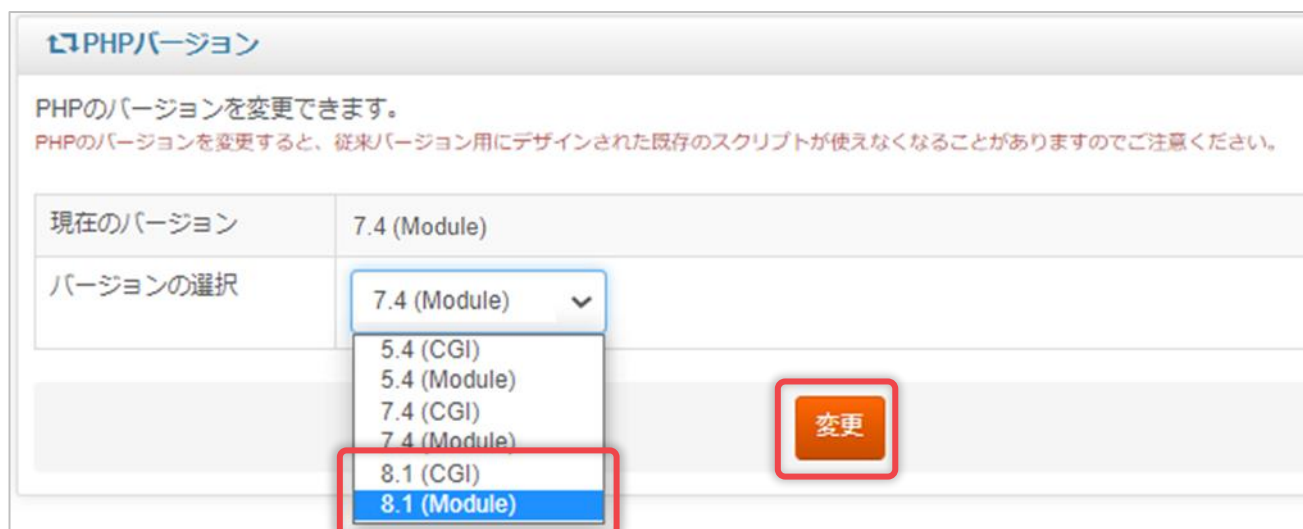 PHPバージョン
PHPのバージョンを変更できます。
PHPのバージョンを変更すると、従来バージョン用にデザインされた既存のスクリプトが使えなくなることがありますのでご注意ください。
現在のバージョン 7.4 (Module)
バージョンの選択 7.4 (Module)
5.4 (CGI)
5.4 (Module)
7.4 (CGI)
7.4 (Module)
変更
8.1 (CGI)
8.1 (Module)